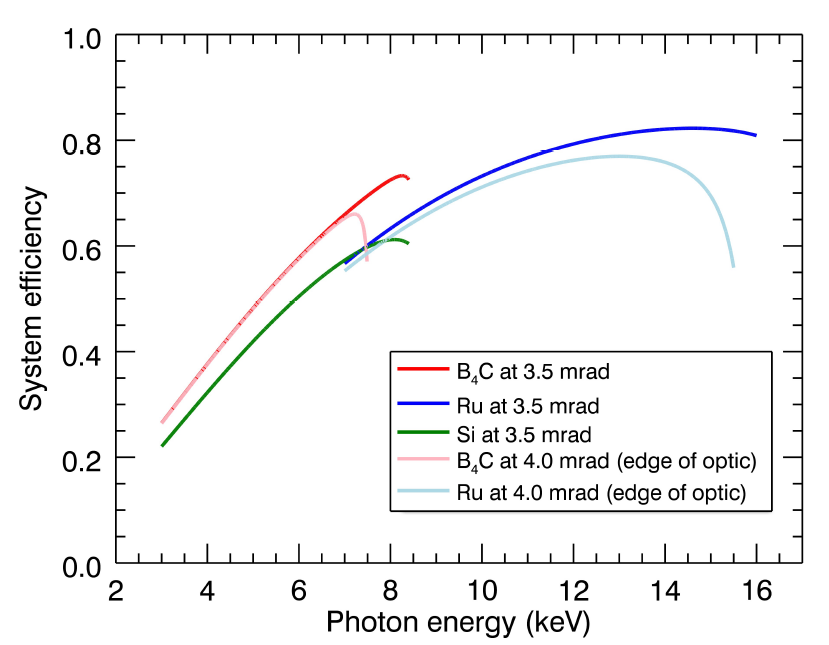 1.0
0.8
0.6
0.4
0.2
0.0
System efficiency
B₄C at 3.5 mrad
Ru at 3.5 mrad
Si at 3.5 mrad
B₄C at 4.0 mrad (edge of optic)
Ru at 4.0 mrad (edge of optic)
2 4 6 8 10 12 14 16
Photon energy (keV)